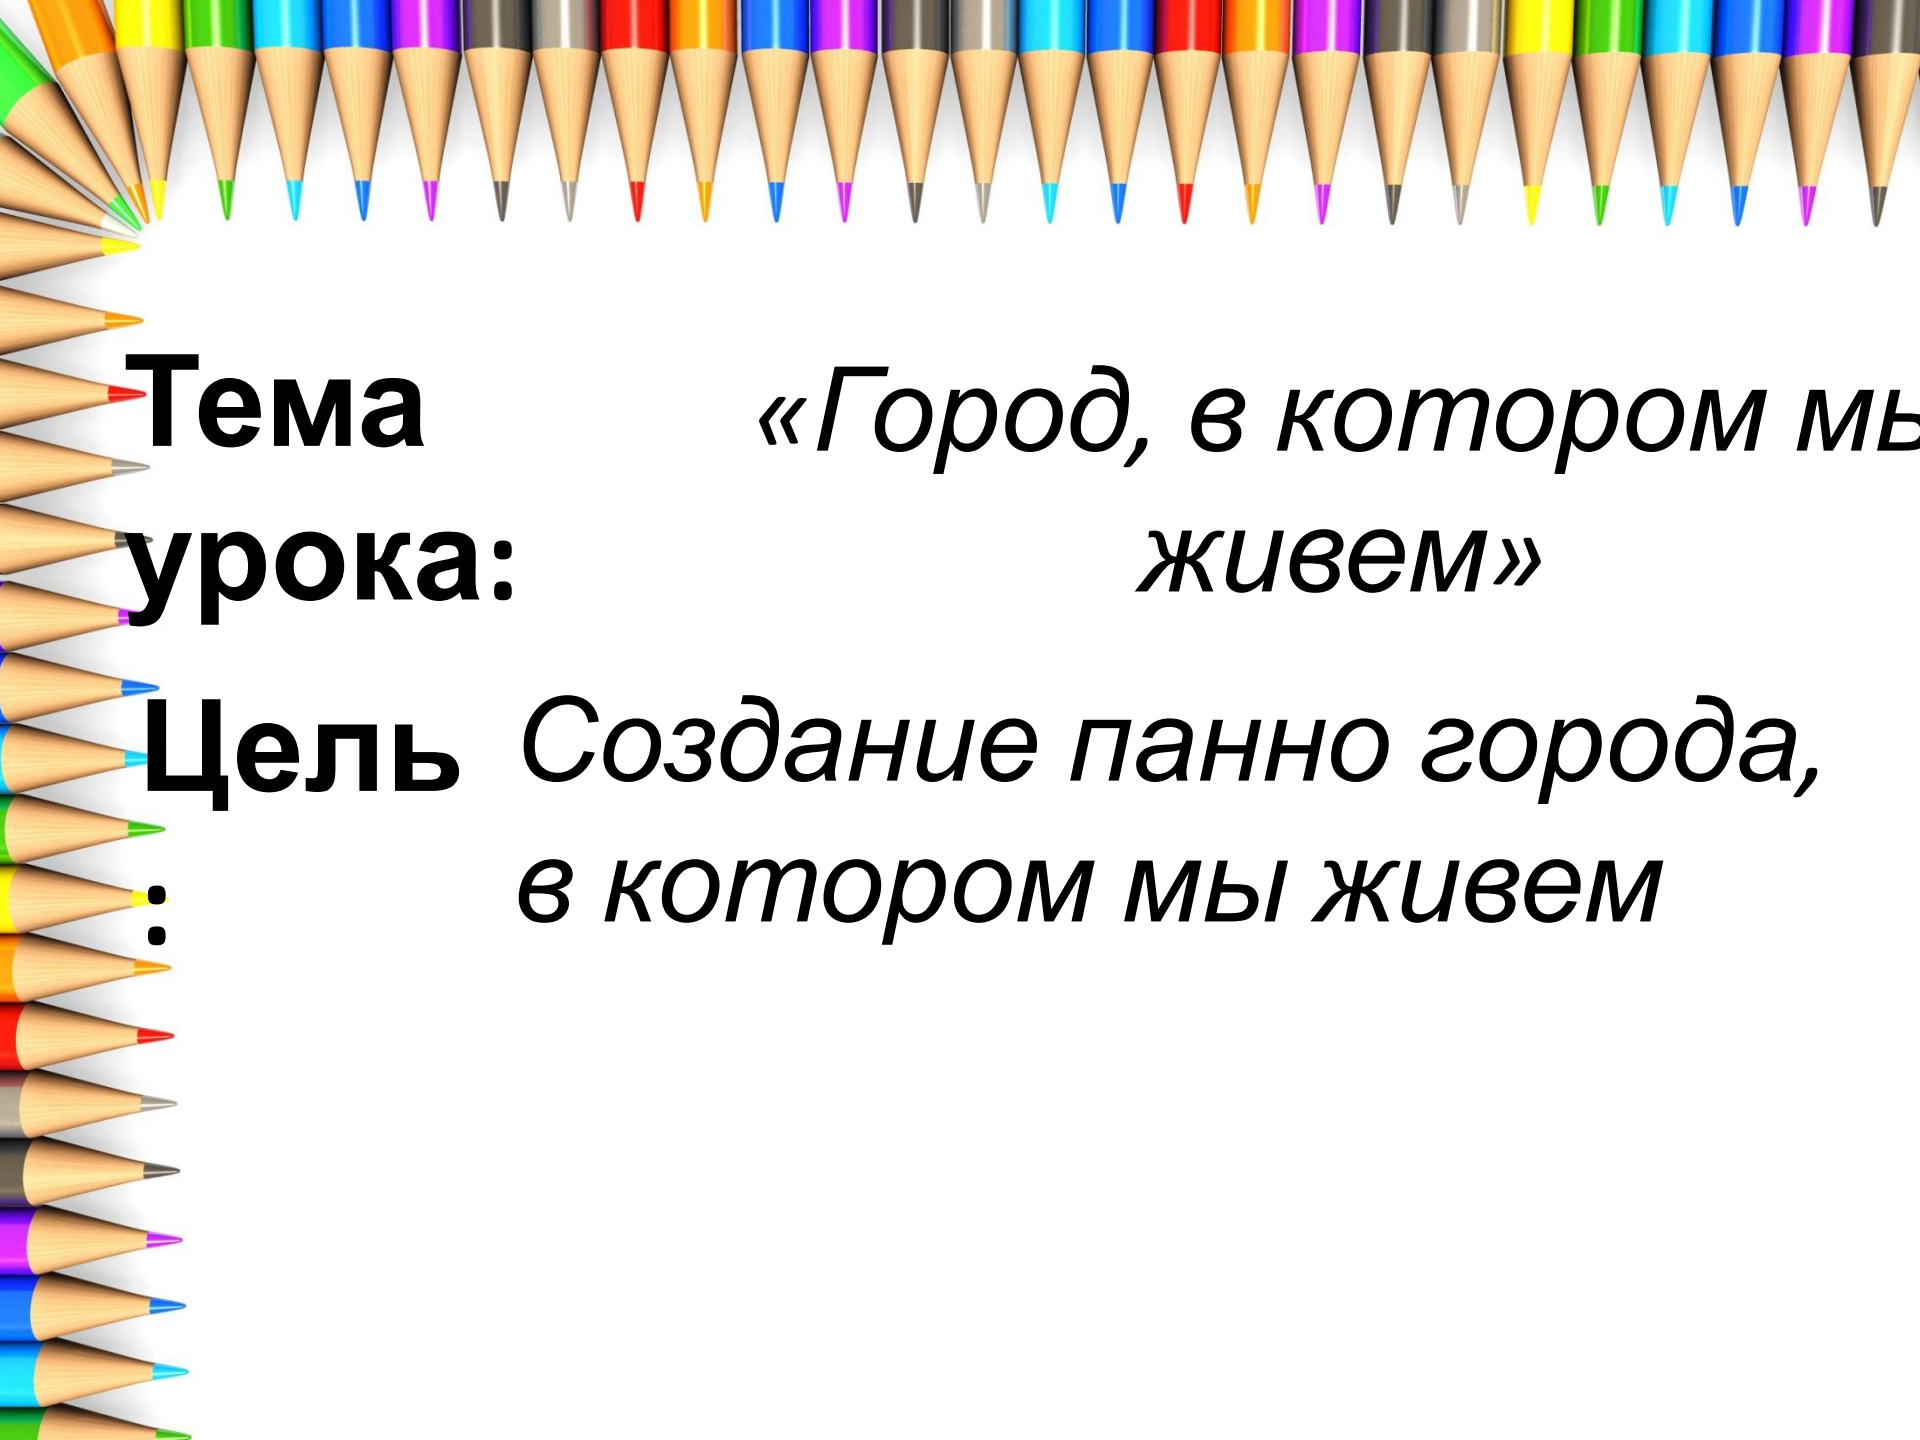 Тема
урока:
«Город, в котором мы
живем»
Цель
:
Создание панно города,
в котором мы живем